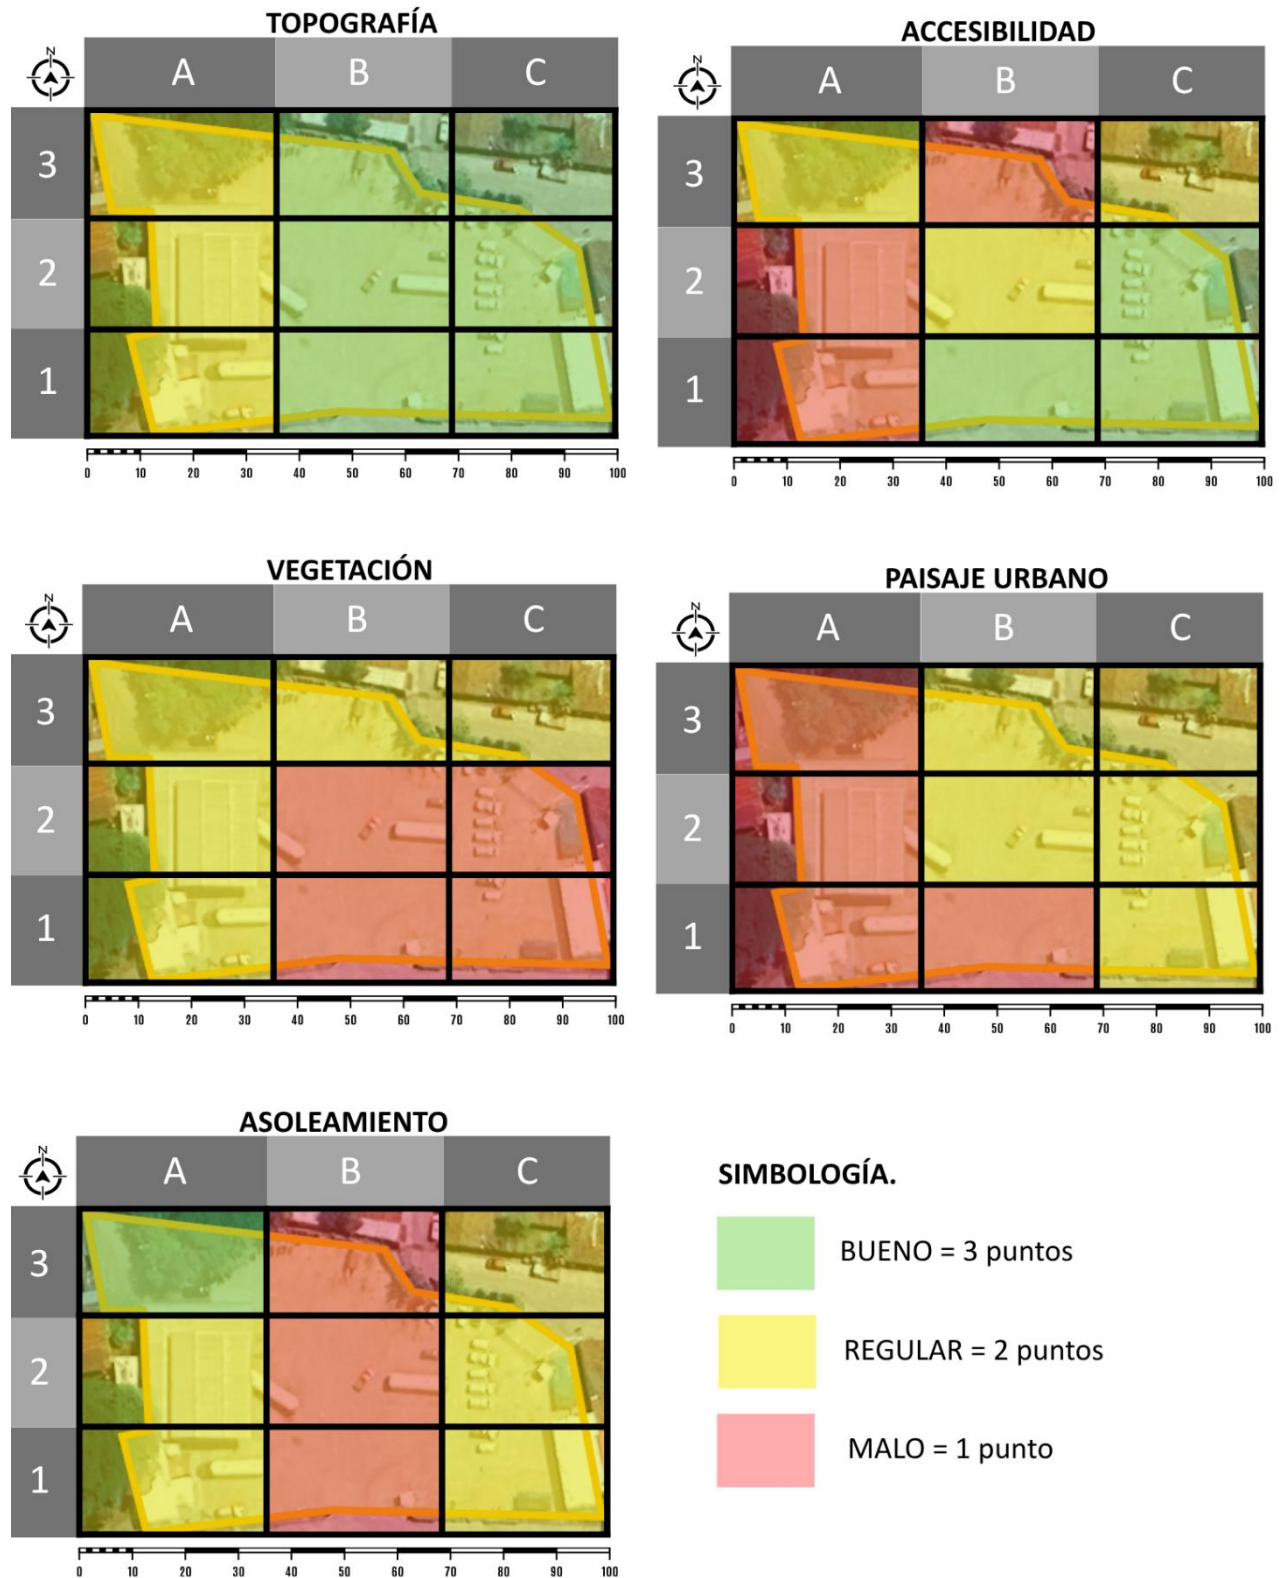 TOPOGRAFÍA
N
A B C
3
2
1
0 10 20 30 40 50 60 70 80 90 100
ACCESIBILIDAD
N
A B C
3
2
1
0 10 20 30 40 50 60 70 80 90 100
VEGETACIÓN
N
A B C
3
2
1
0 10 20 30 40 50 60 70 80 90 100
PAISAJE URBANO
N
A B C
3
2
1
0 10 20 30 40 50 60 70 80 90 100
ASOLEAMIENTO
N
A B C
3
2
1
0 10 20 30 40 50 60 70 80 90 100
SIMBOLOGÍA.
BUENO = 3 puntos
REGULAR = 2 puntos
MALO = 1 punto